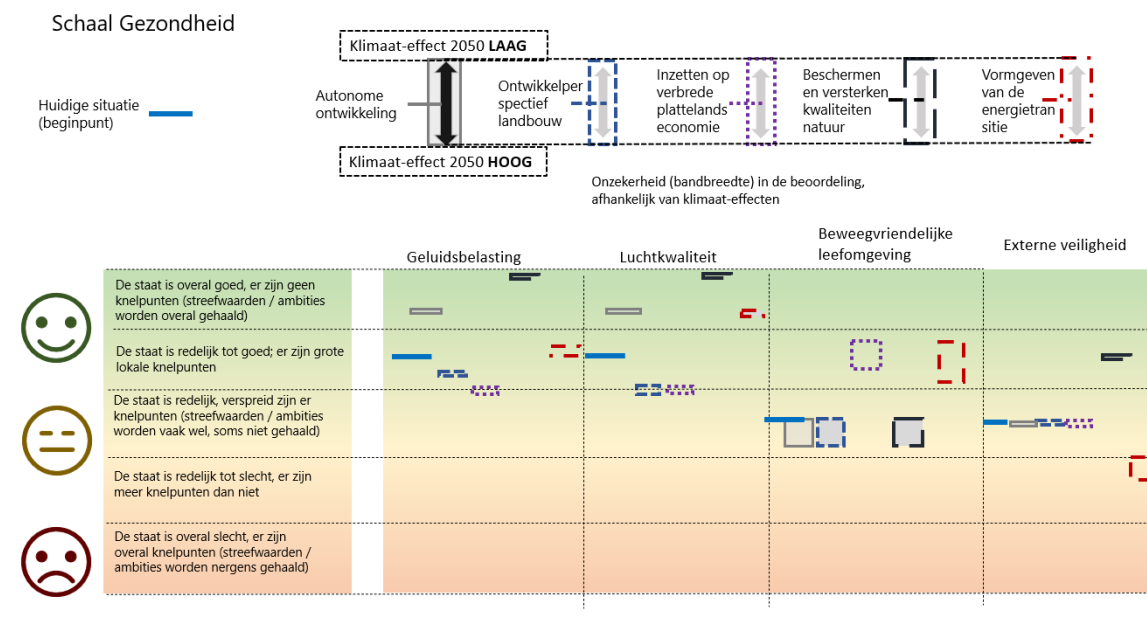 Schaal Gezondheid
Klimaat-effect 2050 LAAG
Huidige situatie
(beginpunt)
Autonome
ontwikkeling
Ontwikkelper
spectief
landbouw
Inzetten op
verbrede
plattelands
economie
Beschermen
en versterken
kwaliteiten
natuur
Vormgeven
van de
energietran
sitie
Klimaat-effect 2050 HOOG
Onzekerheid (bandbreedte) in de beoordeling,
afhankelijk van klimaat-effecten
Geluidsbelasting
Luchtkwaliteit
Beweegvriendelijke
leefomgeving
Externe veiligheid
De staat is overal goed, er zijn geen
knelpunten (streefwaarden / ambities
worden overal gehaald)
De staat is redelijk tot goed; er zijn grote
lokale knelpunten
De staat is redelijk, verspreid zijn er
knelpunten (streefwaarden / ambities
worden vaak wel, soms niet gehaald)
De staat is redelijk tot slecht, er zijn
meer knelpunten dan niet
De staat is overal slecht, er zijn
overal knelpunten (streefwaarden /
ambities worden nergens gehaald)